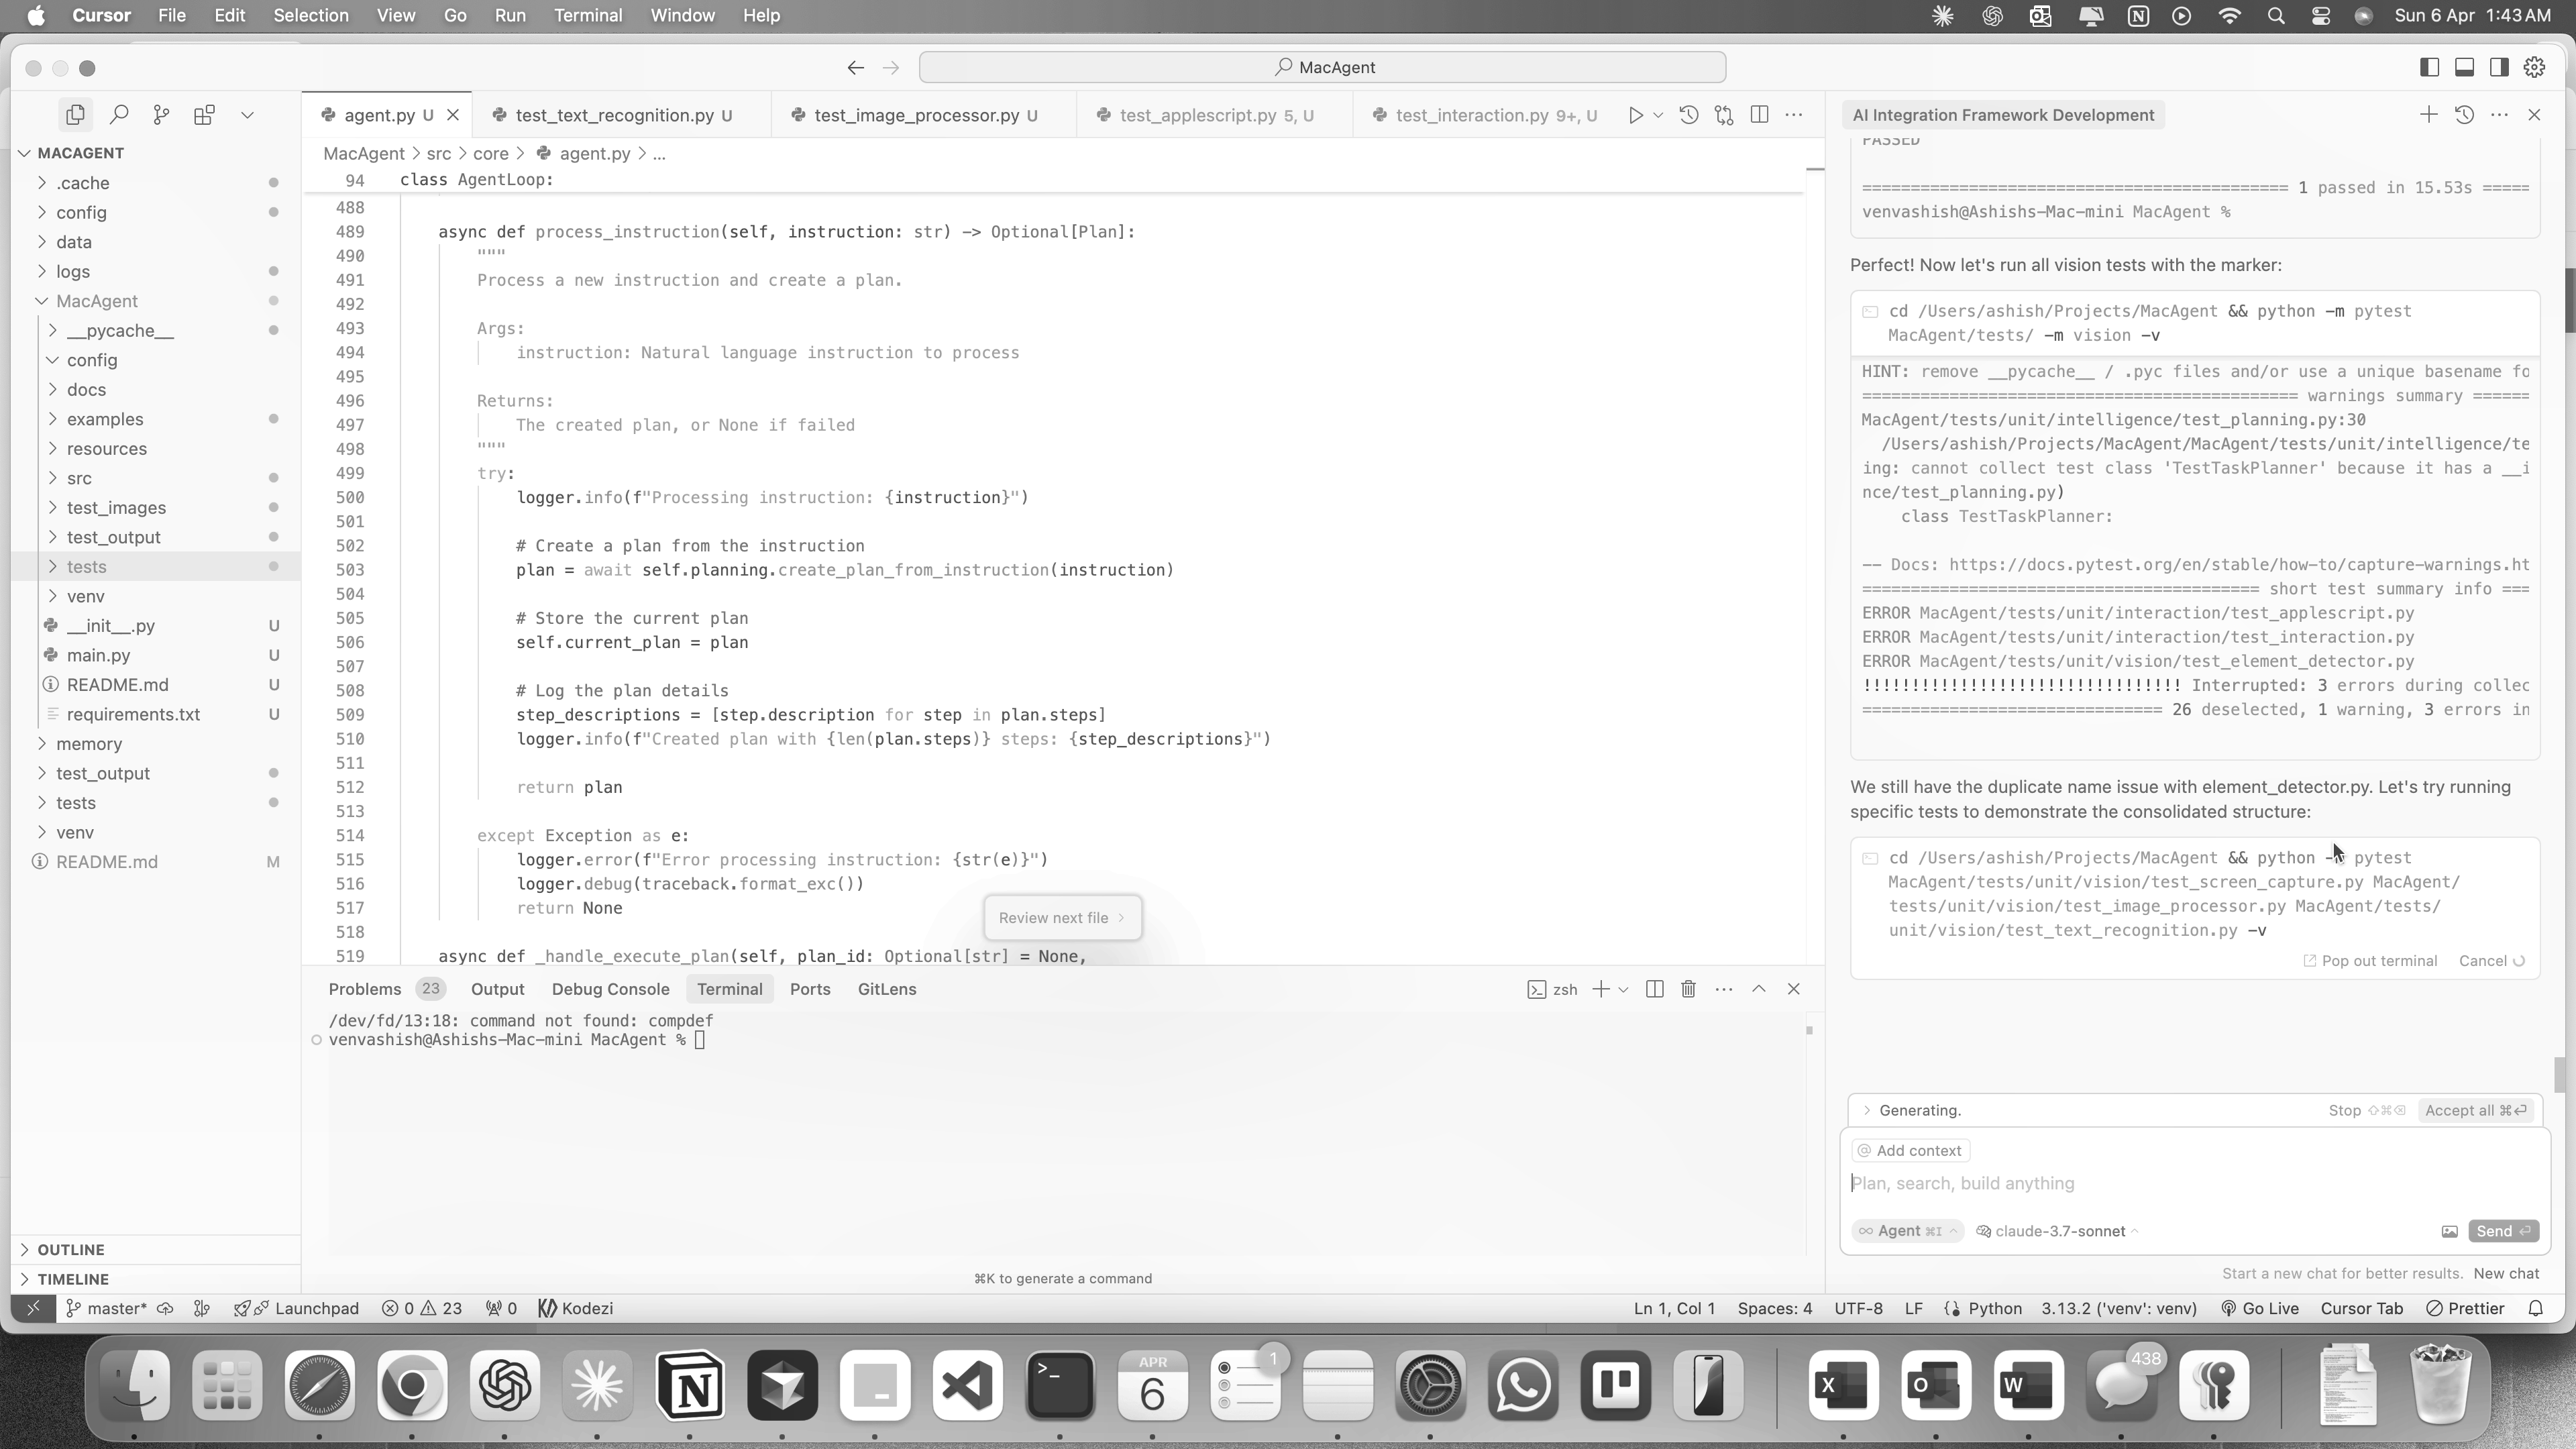 Cursor File Edit Selection View Go Run Terminal Window Help
Sun 6 Apr 1:43 AM
MacAgent
agent.py U
test_text_recognition.py U
test_image_processor.py U
test_applescript.py 5, U
test_interaction.py 9+, U
MACAGENT
.cache
config
data
logs
MacAgent
__pycache__
config
docs
examples
resources
src
test_images
test_output
tests
venv
__init__.py U
main.py U
README.md U
requirements.txt U
memory
test_output
tests
venv
README.md M
OUTLINE
TIMELINE
MacAgent > src > core > agent.py > ...
94 class AgentLoop:
488
489 async def process_instruction(self, instruction: str) -> Optional[Plan]:
490 """
491 Process a new instruction and create a plan.
492
493 Args:
494 instruction: Natural language instruction to process
495
496 Returns:
497 The created plan, or None if failed
498 """
499 try:
500 logger.info(f"Processing instruction: {instruction}")
501
502 # Create a plan from the instruction
503 plan = await self.planning.create_plan_from_instruction(instruction)
504
505 # Store the current plan
506 self.current_plan = plan
507
508 # Log the plan details
509 step_descriptions = [step.description for step in plan.steps]
510 logger.info(f"Created plan with {len(plan.steps)} steps: {step_descriptions}")
511
512 return plan
513
514 except Exception as e:
515 logger.error(f"Error processing instruction: {str(e)}")
516 logger.debug(traceback.format_exc())
517 return None
518
519 async def _handle_execute_plan(self, plan_id: Optional[str] = None,
Review next file >
Problems 23 Output Debug Console Terminal Ports GitLens
zsh
/dev/fd/13:18: command not found: compdef
venvashish@Ashishs-Mac-mini MacAgent %
⌘K to generate a command
AI Integration Framework Development
PASSED
============================================ 1 passed in 15.53s =====
venvashish@Ashishs-Mac-mini MacAgent %
Perfect! Now let's run all vision tests with the marker:
cd /Users/ashish/Projects/MacAgent && python -m pytest
MacAgent/tests/ -m vision -v
HINT: remove __pycache__ / .pyc files and/or use a unique basename fo
============================================= warnings summary ======
MacAgent/tests/unit/intelligence/test_planning.py:30
/Users/ashish/Projects/MacAgent/MacAgent/tests/unit/intelligence/te
ing: cannot collect test class 'TestTaskPlanner' because it has a __i
nce/test_planning.py)
class TestTaskPlanner:
-- Docs: https://docs.pytest.org/en/stable/how-to/capture-warnings.ht
========================================= short test summary info ===
ERROR MacAgent/tests/unit/interaction/test_applescript.py
ERROR MacAgent/tests/unit/interaction/test_interaction.py
ERROR MacAgent/tests/unit/vision/test_element_detector.py
!!!!!!!!!!!!!!!!!!!!!!!!!!!!!!!!! Interrupted: 3 errors during collec
=============================== 26 deselected, 1 warning, 3 errors in
We still have the duplicate name issue with element_detector.py. Let's try running
specific tests to demonstrate the consolidated structure:
cd /Users/ashish/Projects/MacAgent && python pytest
MacAgent/tests/unit/vision/test_screen_capture.py MacAgent/
tests/unit/vision/test_image_processor.py MacAgent/tests/
unit/vision/test_text_recognition.py -v
Pop out terminal Cancel
Generating. Stop ⇧⌘⌫ Accept all ⌘⏎
@ Add context
Plan, search, build anything
∞ Agent ⌘I claude-3.7-sonnet Send ⏎
Start a new chat for better results. New chat
master* Launchpad 0 23 0 Kodezi
Ln 1, Col 1 Spaces: 4 UTF-8 LF Python 3.13.2 ('venv': venv) Go Live Cursor Tab Prettier
APR
6
1
438
N
X
O
W